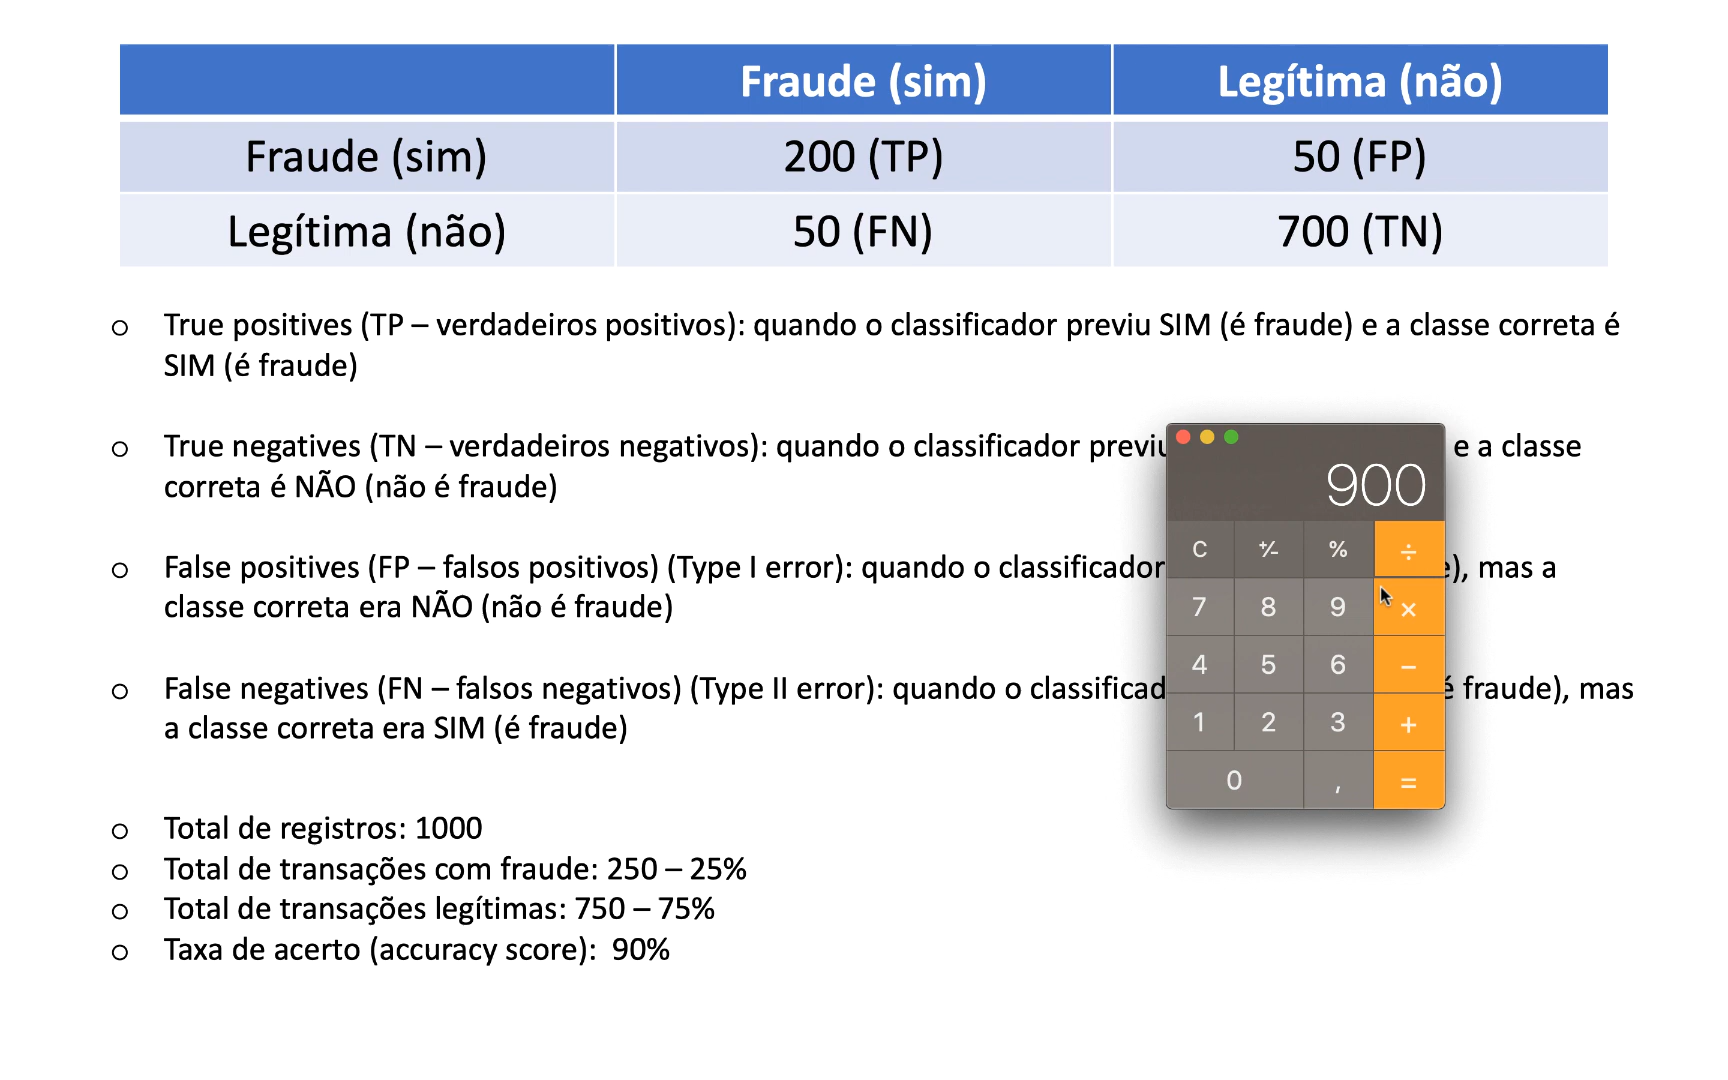 Fraude (sim) Legítima (não)
Fraude (sim) 200 (TP) 50 (FP)
Legítima (não) 50 (FN) 700 (TN)
o True positives (TP – verdadeiros positivos): quando o classificador previu SIM (é fraude) e a classe correta é
SIM (é fraude)
o True negatives (TN – verdadeiros negativos): quando o classificador e a classe
correta é NÃO (não é fraude)
o False positives (FP – falsos positivos) (Type I error): quando o classificador mas a
classe correta era NÃO (não é fraude)
o False negatives (FN – falsos negativos) (Type II error): quando o é fraude), mas
a classe correta era SIM (é fraude)
o Total de registros: 1000
o Total de transações com fraude: 250 – 25%
o Total de transações legítimas: 750 – 75%
o Taxa de acerto (accuracy score): 90%
900
C +⁄- % ÷
7 8 9 ×
4 5 6 −
1 2 3 +
0 , =